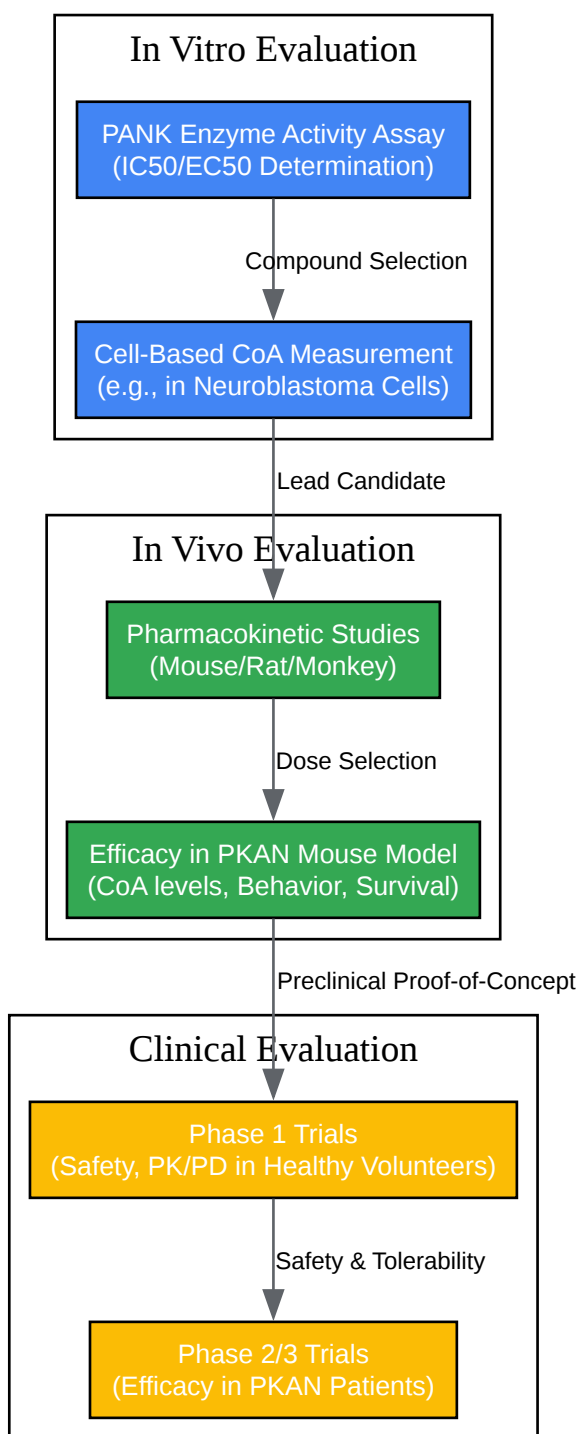 In Vitro Evaluation
PANK Enzyme Activity Assay
(IC50/EC50 Determination)
Compound Selection
Cell-Based CoA Measurement
(e.g., in Neuroblastoma Cells)
Lead Candidate
In Vivo Evaluation
Pharmacokinetic Studies
(Mouse/Rat/Monkey)
Dose Selection
Efficacy in PKAN Mouse Model
(CoA levels, Behavior, Survival)
Preclinical Proof-of-Concept
Clinical Evaluation
Phase 1 Trials
(Safety, PK/PD in Healthy Volunteers)
Safety & Tolerability
Phase 2/3 Trials
(Efficacy in PKAN Patients)